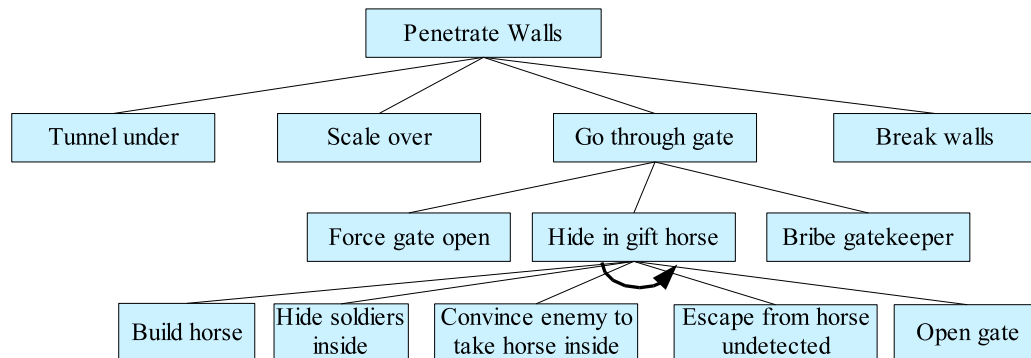 Penetrate Walls
Tunnel under
Scale over
Go through gate
Break walls
Force gate open
Hide in gift horse
Bribe gatekeeper
Build horse
Hide soldiers
inside
Convince enemy to
take horse inside
Escape from horse
undetected
Open gate